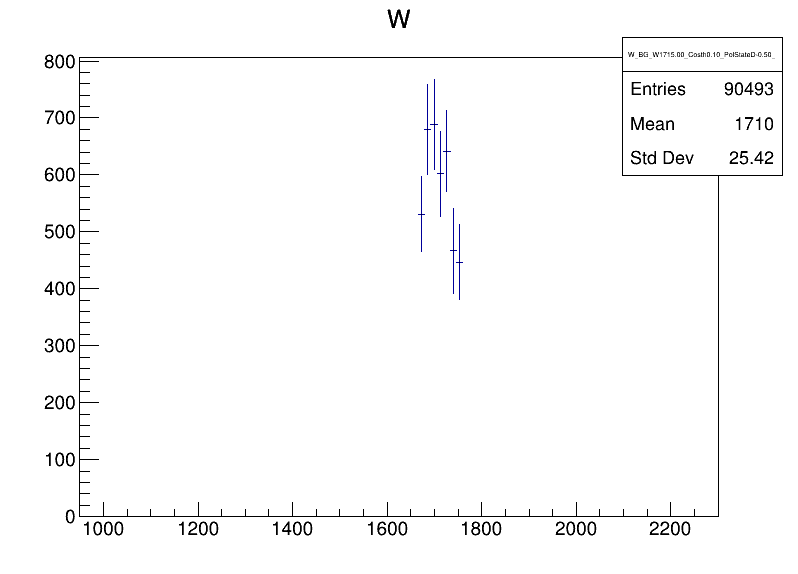 W
W_BG_W1715.00_Costh0.10_PolStateD-0.50_
Entries 90493
Mean 1710
Std Dev 25.42
800
700
600
500
400
300
200
100
0
1000 1200 1400 1600 1800 2000 2200